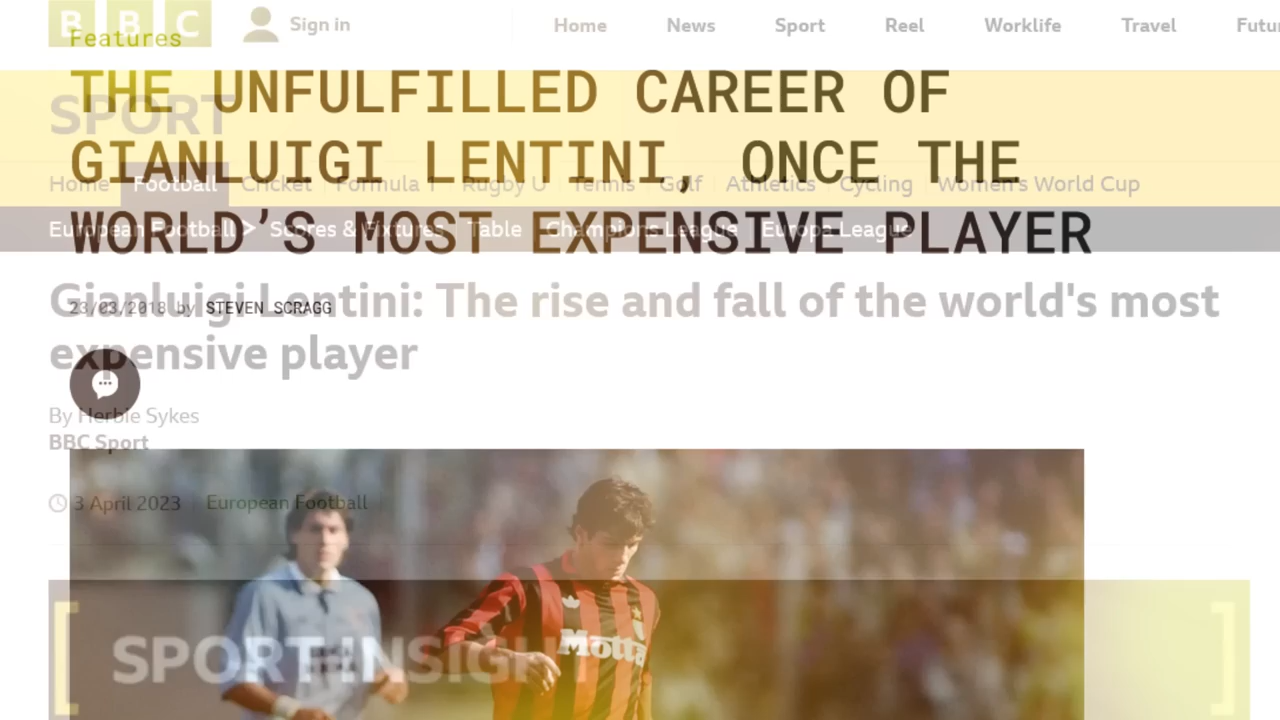 BBC Sign in Home News Sport Reel Worklife Travel
Features
THE UNFULFILLED CAREER OF
SPORT
GIANLUIGI LENTINI, ONCE THE
Home Football Cricket Formula 1 Rugby U Tennis Golf Athletics Cycling Women's World Cup
WORLD’S MOST EXPENSIVE PLAYER
European Football Scores & Fixtures Table Champions League Europa League
Gianluigi Lentini: The rise and fall of the world's most
expensive player
23/03/2018 by STEVEN SCRAGG
By Herbie Sykes
BBC Sport
3 April 2023 European Football
Motta
SPORT INSIGHT